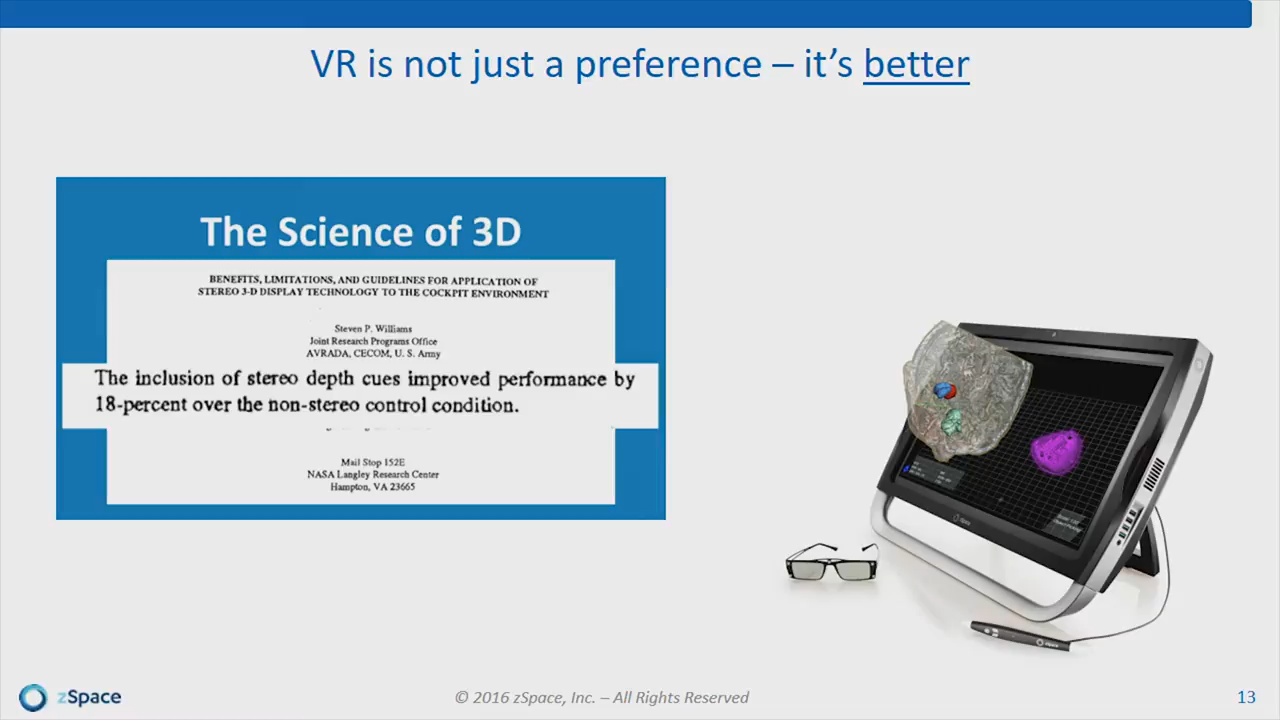 VR is not just a preference – it's better
The Science of 3D
BENEFITS, LIMITATIONS, AND GUIDELINES FOR APPLICATION OF
STEREO 3-D DISPLAY TECHNOLOGY TO THE COCKPIT ENVIRONMENT
Steven P. Williams
Joint Research Programs Office
AVRADA, CECOM, U. S. Army
The inclusion of stereo depth cues improved performance by
18-percent over the non-stereo control condition.
Mail Stop 152E
NASA Langley Research Center
Hampton, VA 23665
zSpace
zSpace
zSpace
© 2016 zSpace, Inc. – All Rights Reserved
13